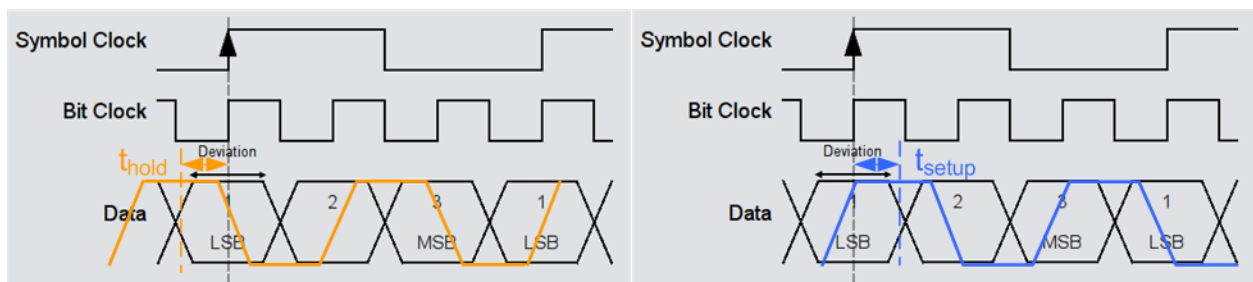 Symbol Clock
Bit Clock
Deviation
thold
Data
1 2 3 1
LSB MSB LSB
Symbol Clock
Bit Clock
Deviation
tsetup
Data
1 2 3 1
LSB MSB LSB